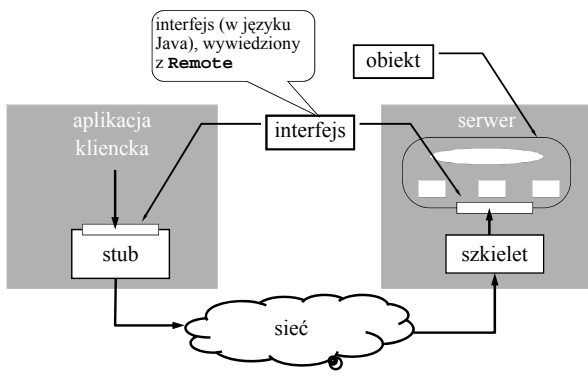 interfejs (w języku
Java), wywiedziony
z Remote
obiekt
aplikacja
kliencka
interfejs
serwer
stub
szkielet
sieć